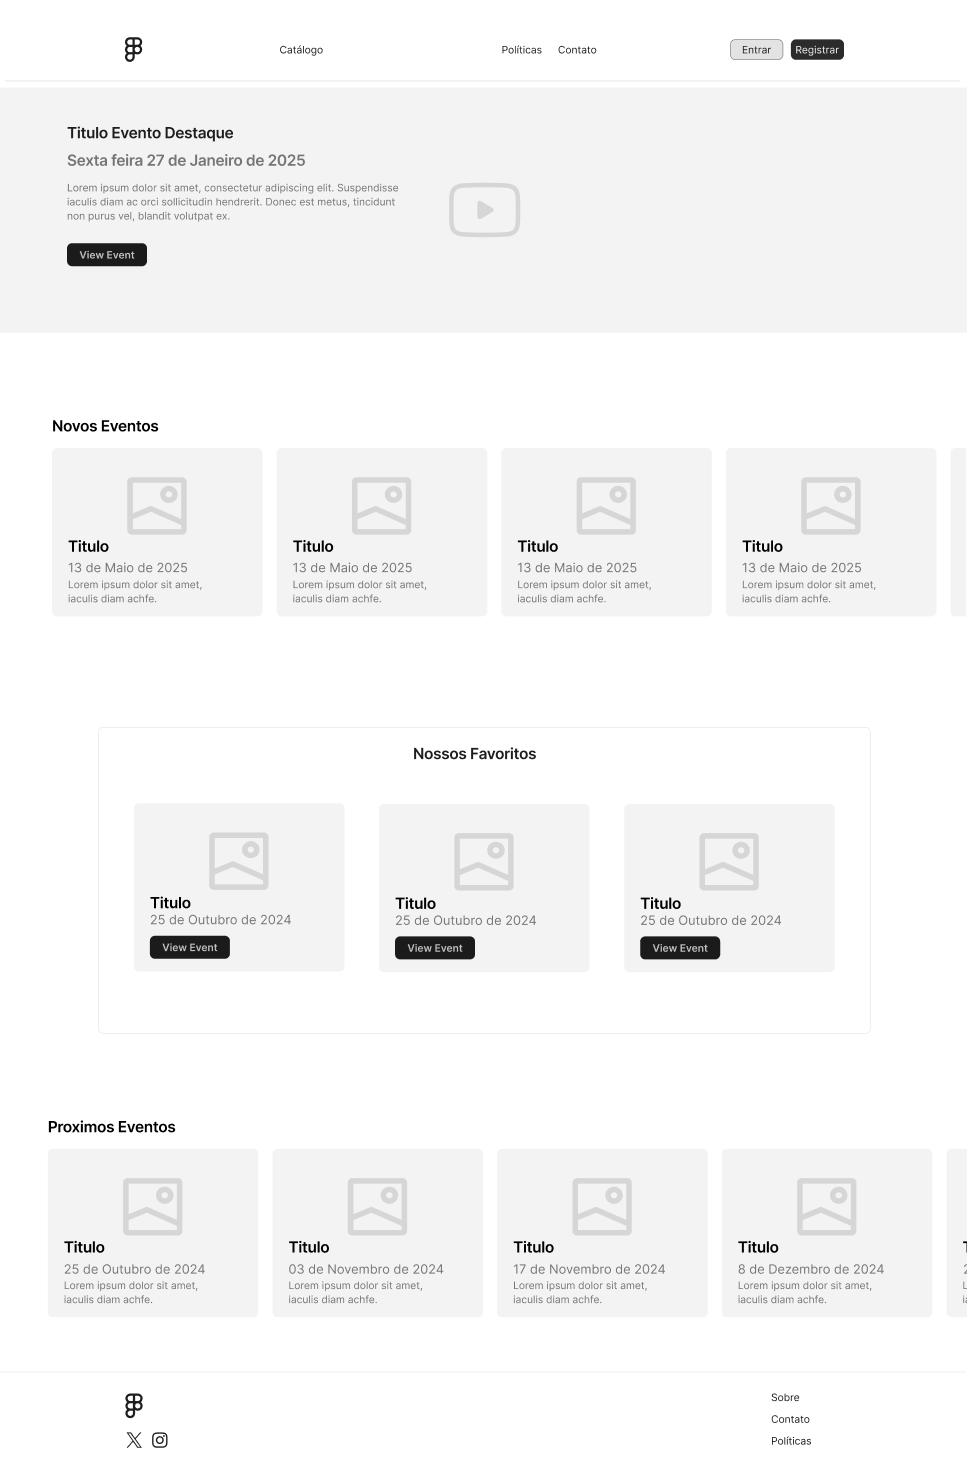 Catálogo
Políticas
Contato
Entrar
Registrar
Titulo Evento Destaque
Sexta feira 27 de Janeiro de 2025
Lorem ipsum dolor sit amet, consectetur adipiscing elit. Suspendisse
iaculis diam ac orci sollicitudin hendrerit. Donec est metus, tincidunt
non purus vel, blandit volutpat ex.
View Event
Novos Eventos
Titulo
13 de Maio de 2025
Lorem ipsum dolor sit amet,
iaculis diam achfe.
Titulo
13 de Maio de 2025
Lorem ipsum dolor sit amet,
iaculis diam achfe.
Titulo
13 de Maio de 2025
Lorem ipsum dolor sit amet,
iaculis diam achfe.
Titulo
13 de Maio de 2025
Lorem ipsum dolor sit amet,
iaculis diam achfe.
Nossos Favoritos
Titulo
25 de Outubro de 2024
View Event
Titulo
25 de Outubro de 2024
View Event
Titulo
25 de Outubro de 2024
View Event
Proximos Eventos
Titulo
25 de Outubro de 2024
Lorem ipsum dolor sit amet,
iaculis diam achfe.
Titulo
03 de Novembro de 2024
Lorem ipsum dolor sit amet,
iaculis diam achfe.
Titulo
17 de Novembro de 2024
Lorem ipsum dolor sit amet,
iaculis diam achfe.
Titulo
8 de Dezembro de 2024
Lorem ipsum dolor sit amet,
iaculis diam achfe.
Sobre
Contato
Políticas